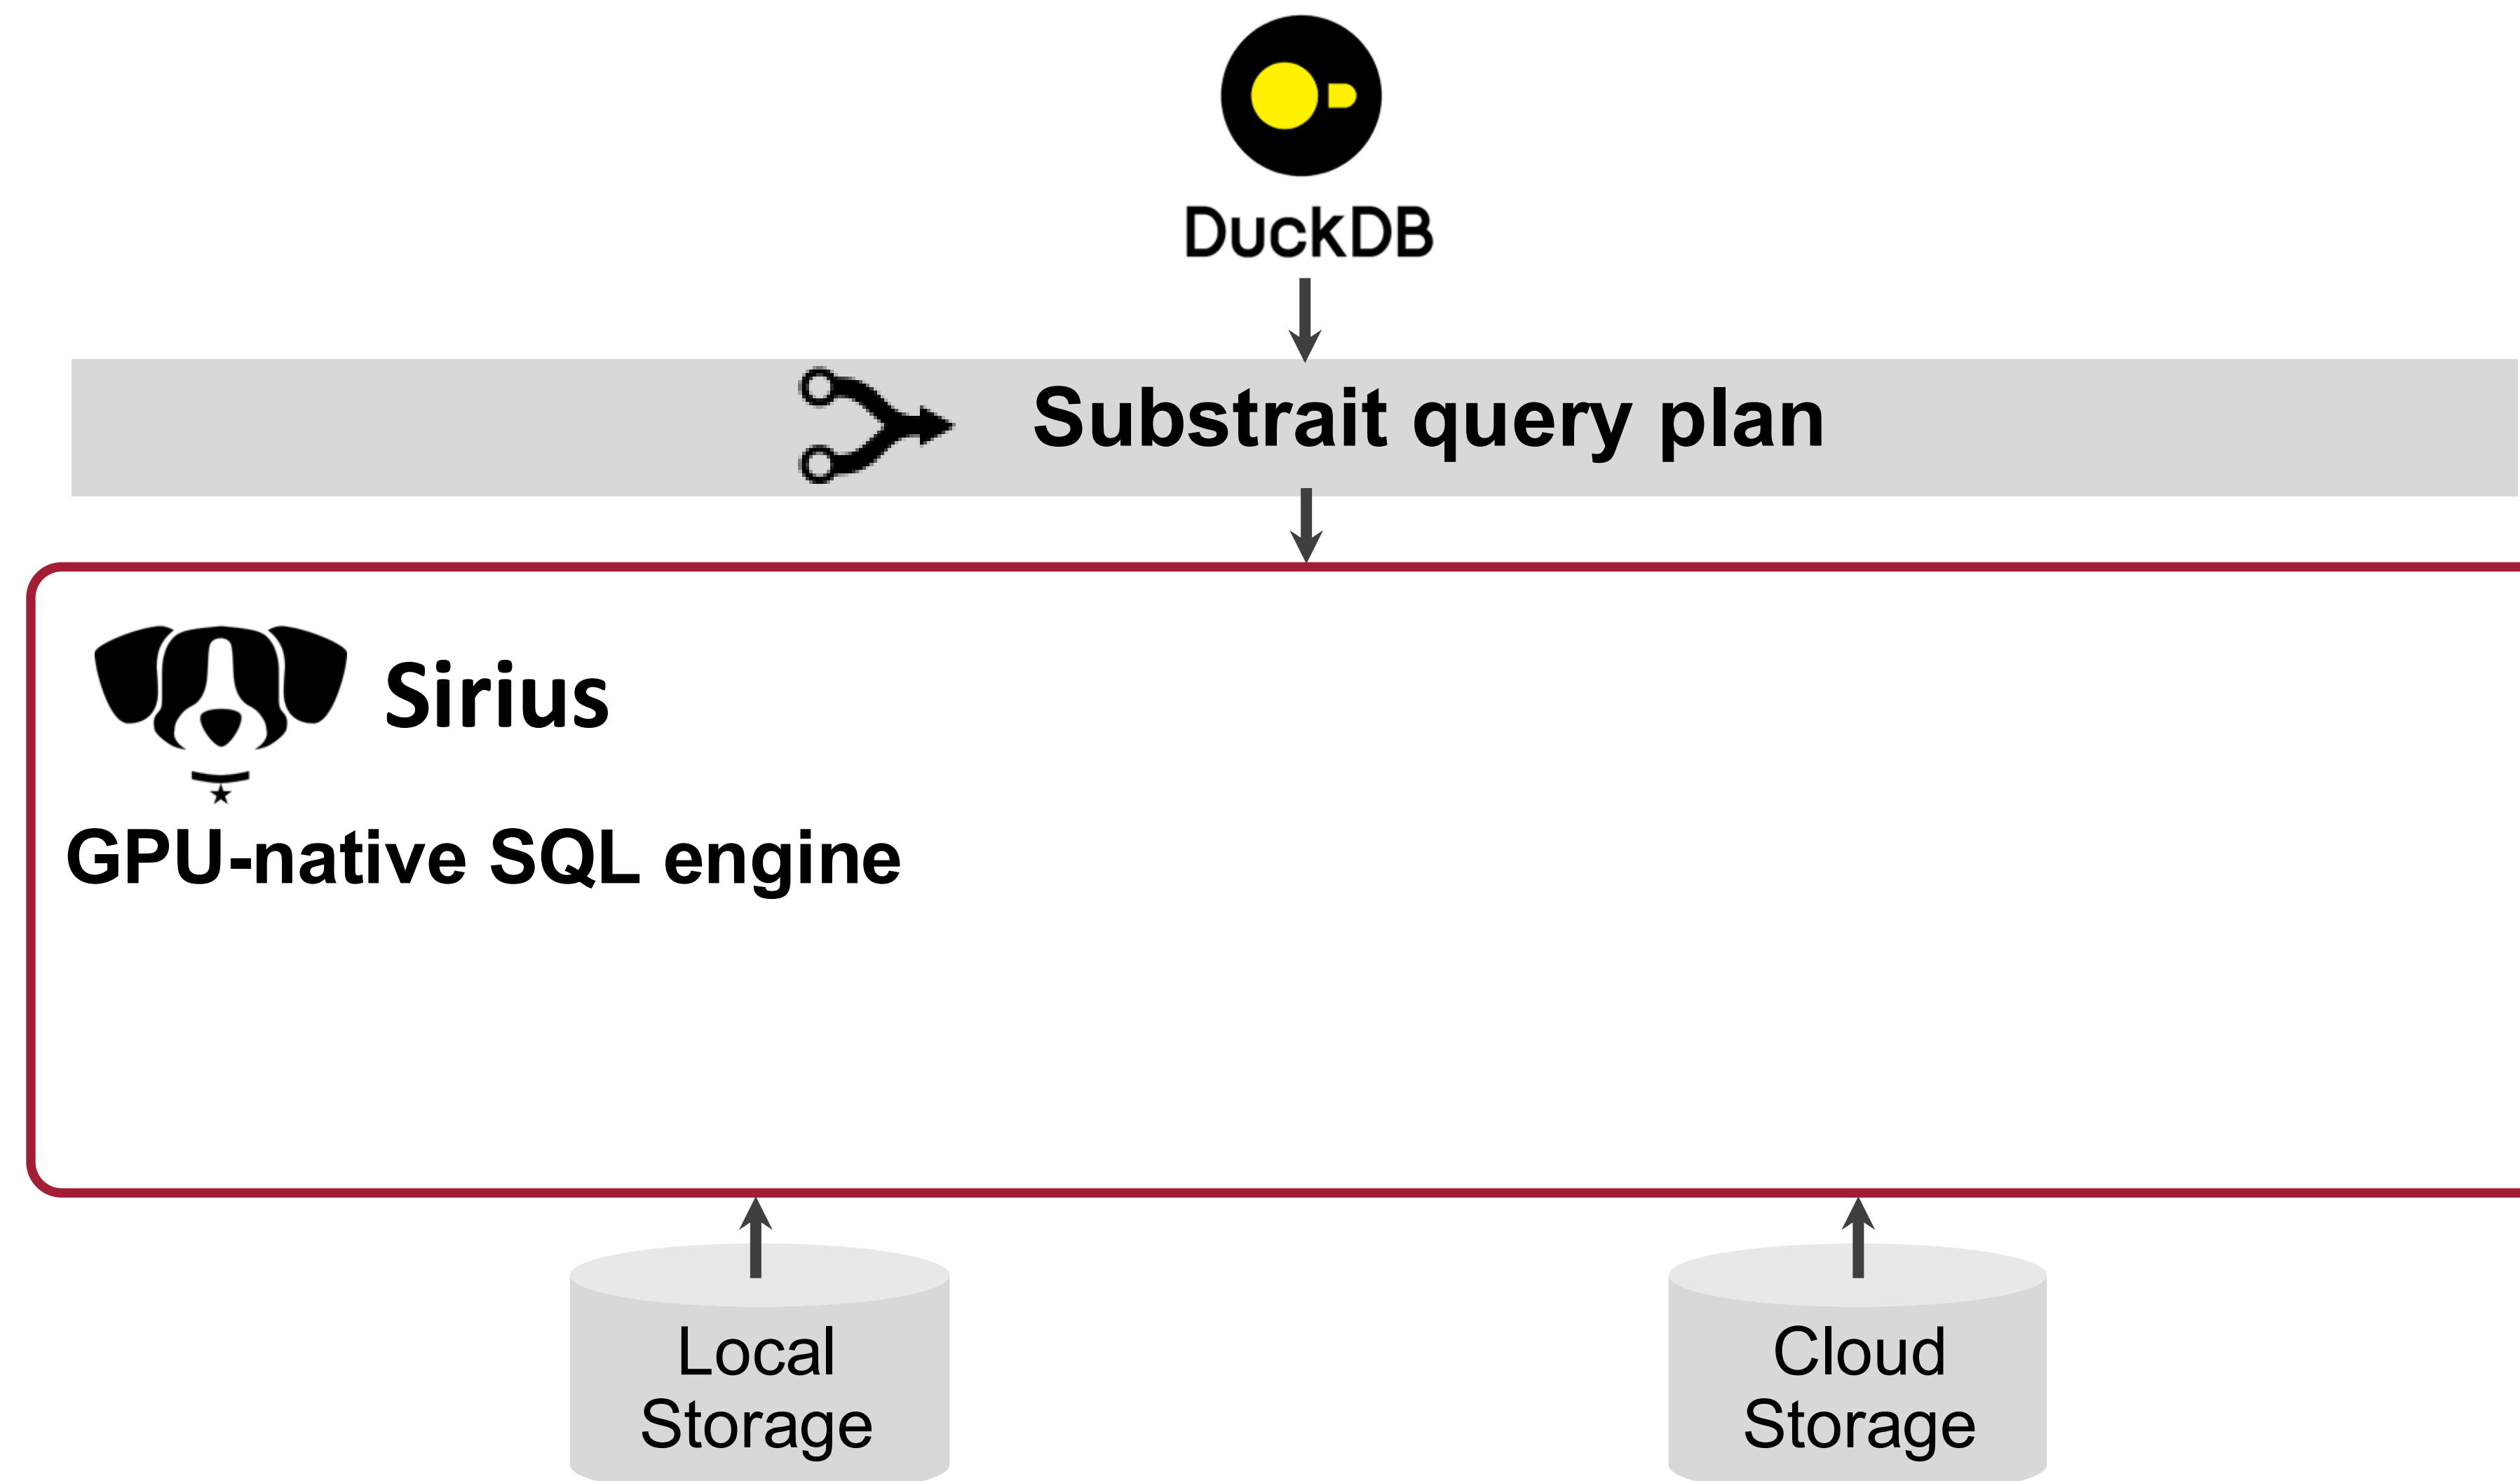 DuckDB
Substrait query plan
Sirius
GPU-native SQL engine
Local
Storage
Cloud
Storage